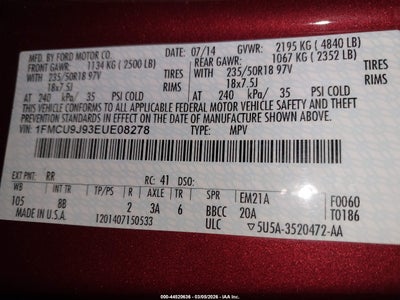 MFD. BY FORD MOTOR CO.
DATE: 07/14 GVWR: 2195 KG ( 4840 LB)
FRONT GAWR: 1134 KG ( 2500 LB) REAR GAWR: 1067 KG ( 2352 LB)
WITH 235/50R18 97V TIRES WITH 235/50R18 97V TIRES
18x7.5J RIMS 18x7.5J RIMS
AT 240 kPa/ 35 PSI COLD AT 240 kPa/ 35 PSI COLD
THIS VEHICLE CONFORMS TO ALL APPLICABLE FEDERAL MOTOR VEHICLE SAFETY AND THEFT
PREVENTION STANDARDS IN EFFECT ON THE DATE OF MANUFACTURE SHOWN ABOVE.
VIN: 1FMCU9J93EUE08278 TYPE: MPV
EXT PNT: RR RC: 41 DSO:
WB INT TR TP/PS R AXLE TR SPR EM21A F0060
105 8B 2 3A 6 BBCC 20A T0186
MADE IN U.S.A. 1201407150533 ULC 5U5A-3520472-AA
000-44520636 - 03/05/2026 - IAA Inc.